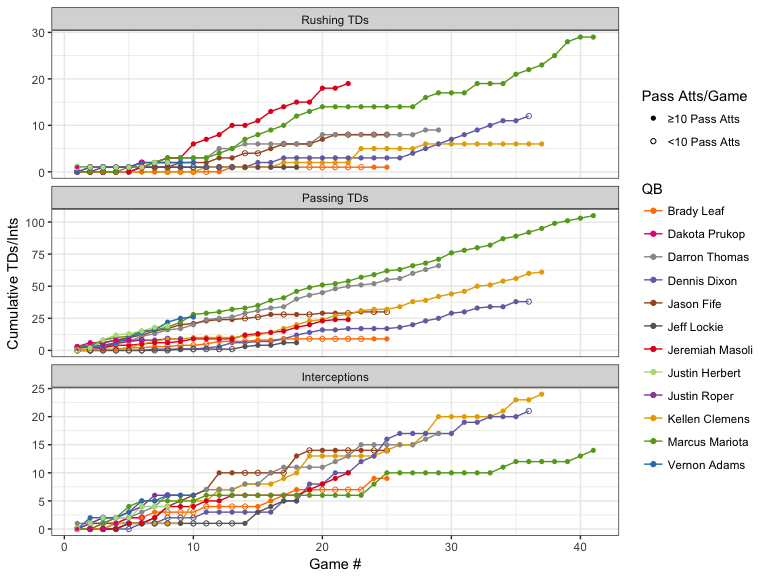 Rushing TDs
30
20
10
0
Passing TDs
100
75
50
25
0
Interceptions
25
20
15
10
5
0
0 10 20 30 40
Game #
Cumulative TDs/Ints
Pass Atts/Game
≥10 Pass Atts
<10 Pass Atts
QB
Brady Leaf
Dakota Prukop
Darron Thomas
Dennis Dixon
Jason Fife
Jeff Lockie
Jeremiah Masoli
Justin Herbert
Justin Roper
Kellen Clemens
Marcus Mariota
Vernon Adams